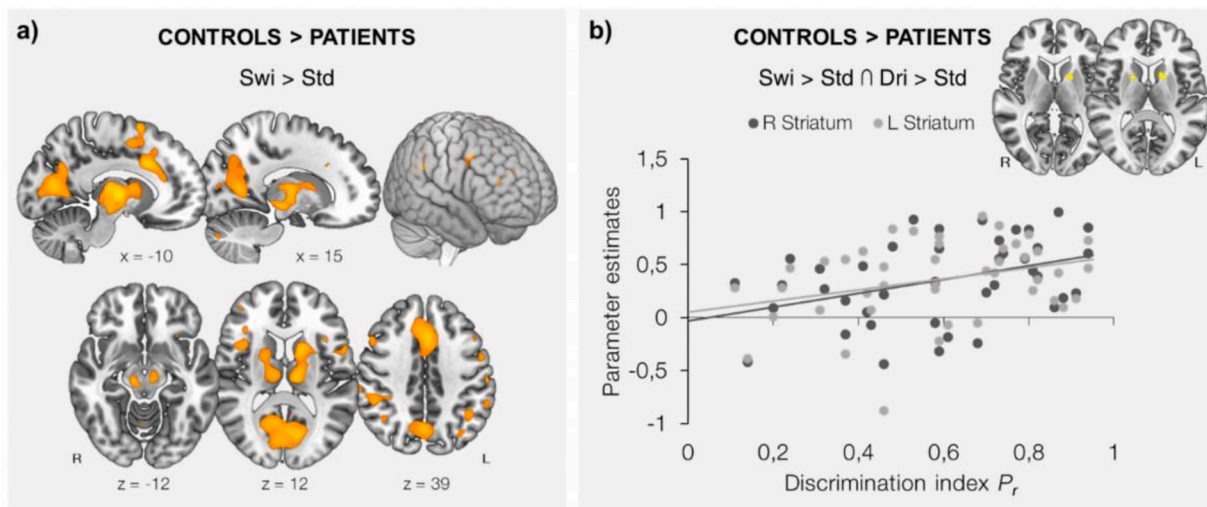 a)
CONTROLS > PATIENTS
Swi > Std
x = -10
x = 15
R
L
z = -12
z = 12
z = 39
b)
CONTROLS > PATIENTS
Swi > Std ∩ Dri > Std
R Striatum
L Striatum
R
L
Parameter estimates
1,5
1
0,5
0
-0,5
-1
0
0,2
0,4
0,6
0,8
1
Discrimination index Pr